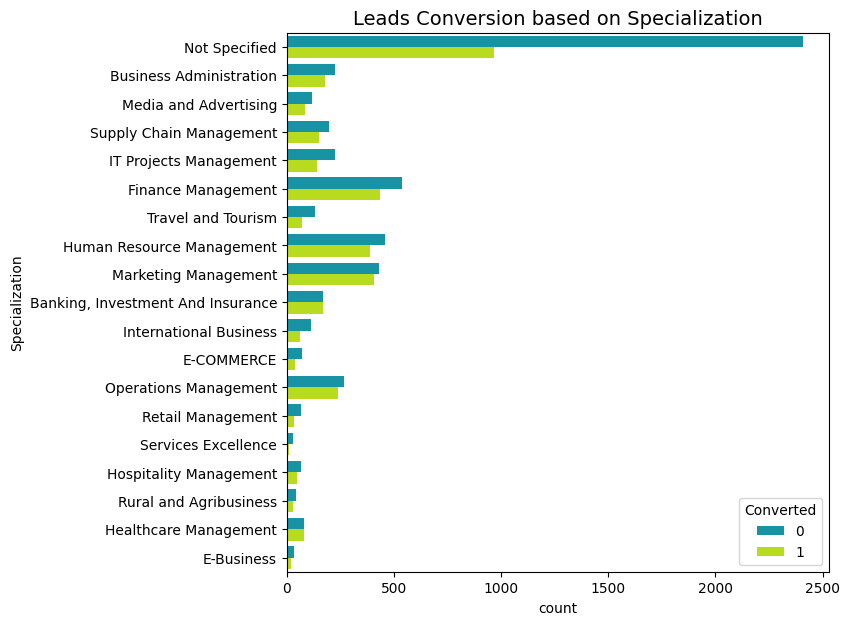 Leads Conversion based on Specialization
Specialization
Not Specified
Business Administration
Media and Advertising
Supply Chain Management
IT Projects Management
Finance Management
Travel and Tourism
Human Resource Management
Marketing Management
Banking, Investment And Insurance
International Business
E-COMMERCE
Operations Management
Retail Management
Services Excellence
Hospitality Management
Rural and Agribusiness
Healthcare Management
E-Business
Converted
0
1
0 500 1000 1500 2000 2500
count